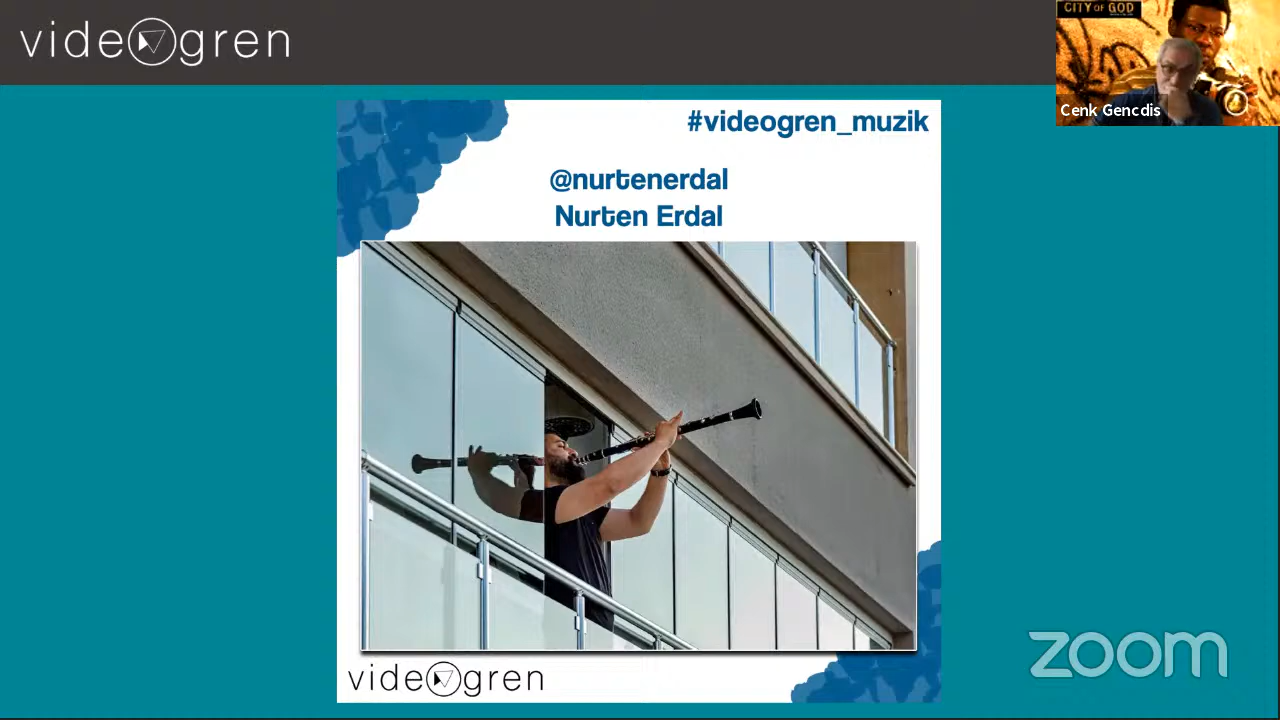 videogren
CITY OF GOD
Cenk Gencdis
#videogren_muzik
@nurtenerdal
Nurten Erdal
videogren
zoom